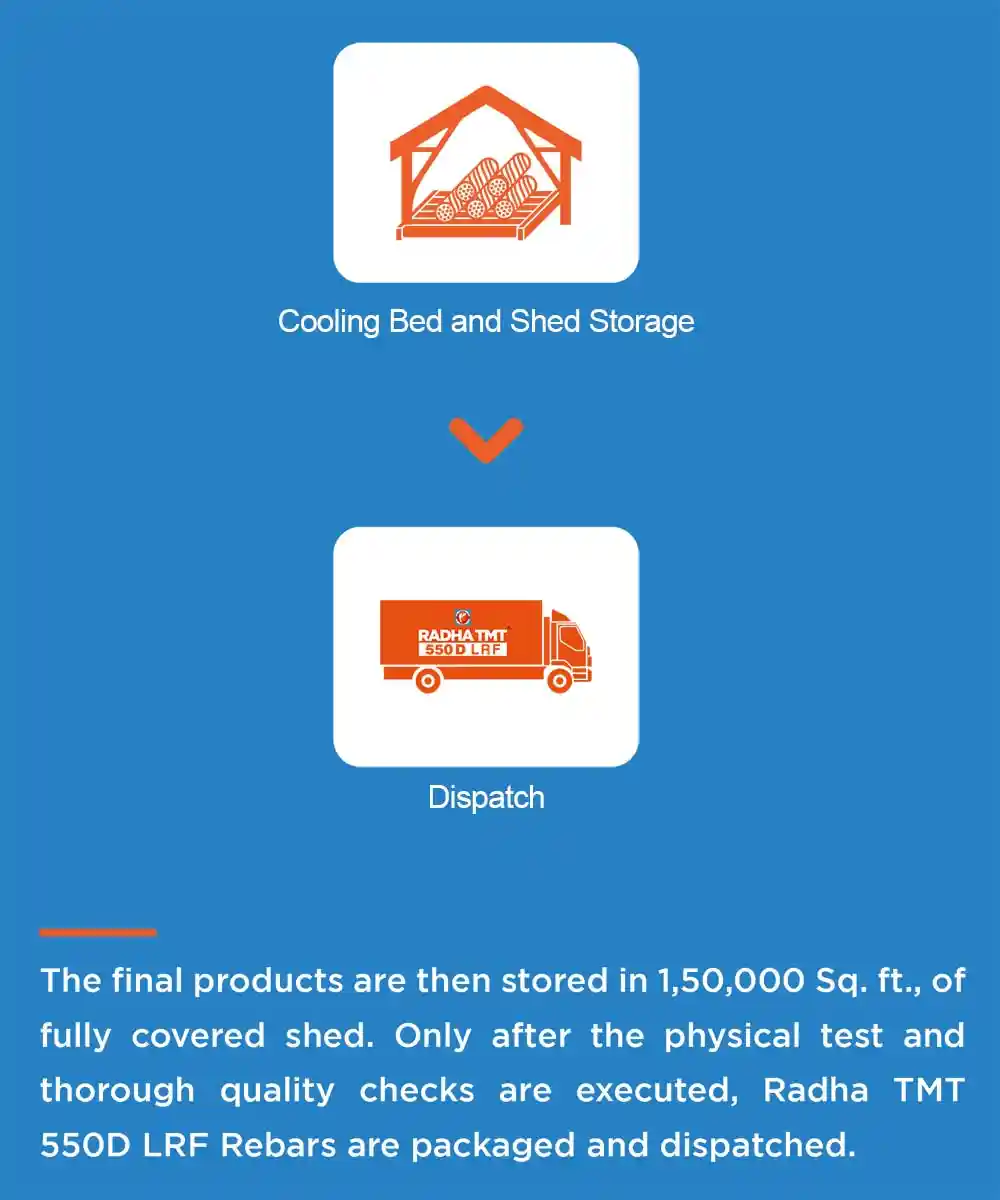 Cooling Bed and Shed Storage
RADHA TMT
550 D LRF
Dispatch
The final products are then stored in 1,50,000 Sq. ft., of
fully covered shed. Only after the physical test and
thorough quality checks are executed, Radha TMT
550D LRF Rebars are packaged and dispatched.